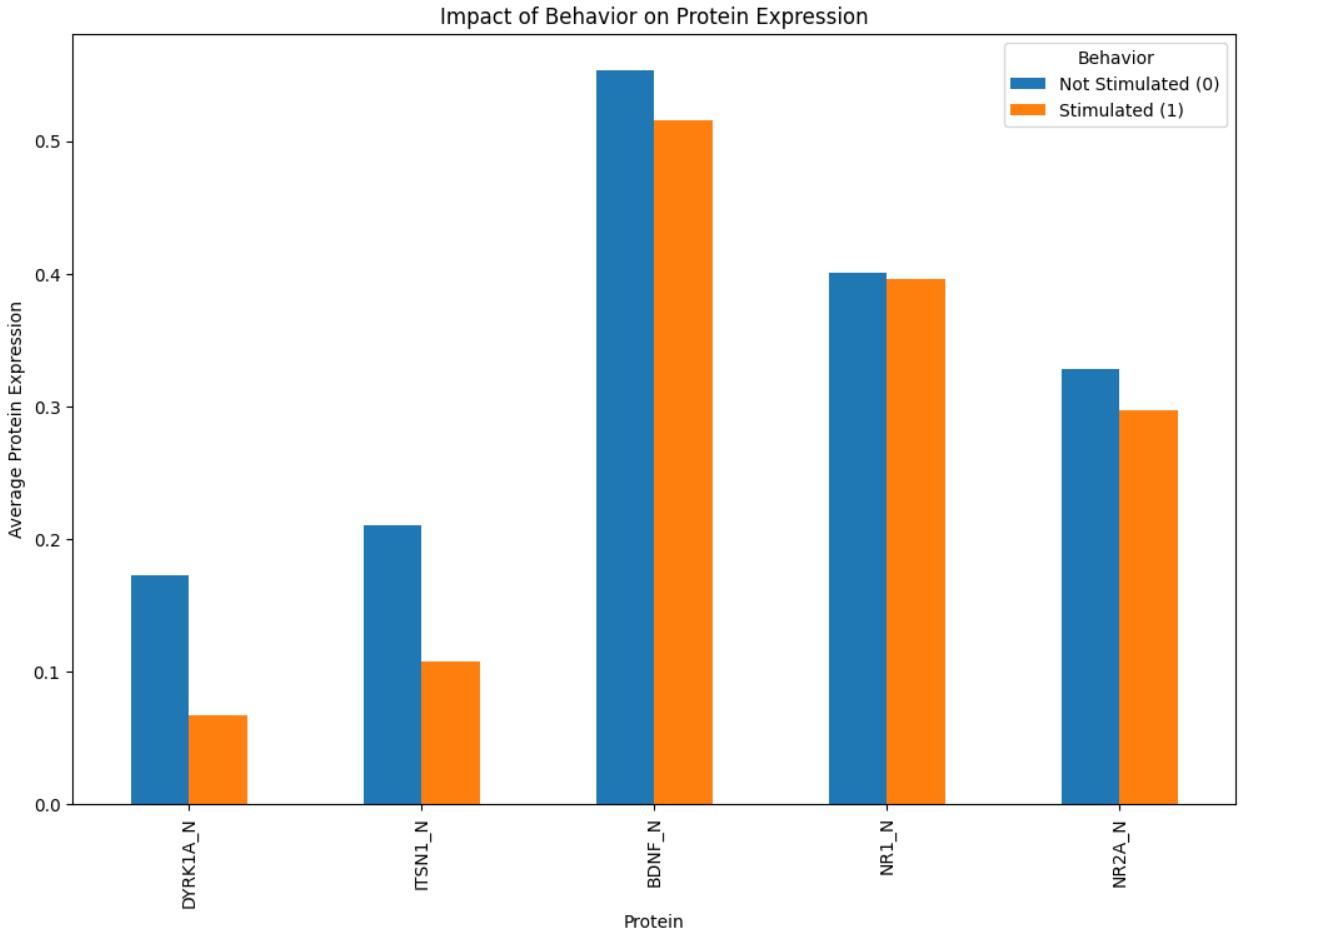 Impact of Behavior on Protein Expression
Behavior
Not Stimulated (0)
Stimulated (1)
Average Protein Expression
0.5
0.4
0.3
0.2
0.1
0.0
DYRK1A_N
ITSN1_N
BDNF_N
NR1_N
NR2A_N
Protein